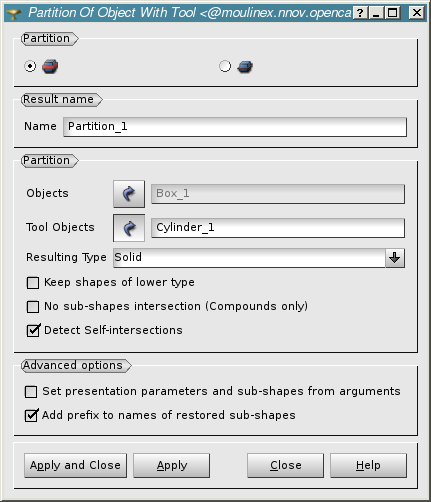 Partition Of Object With Tool <@moulinex.nnov.openca
Partition
Result name
Name Partition_1
Partition
Objects Box_1
Tool Objects Cylinder_1
Resulting Type Solid
Keep shapes of lower type
No sub-shapes intersection (Compounds only)
Detect Self-intersections
Advanced options
Set presentation parameters and sub-shapes from arguments
Add prefix to names of restored sub-shapes
Apply and Close Apply Close Help